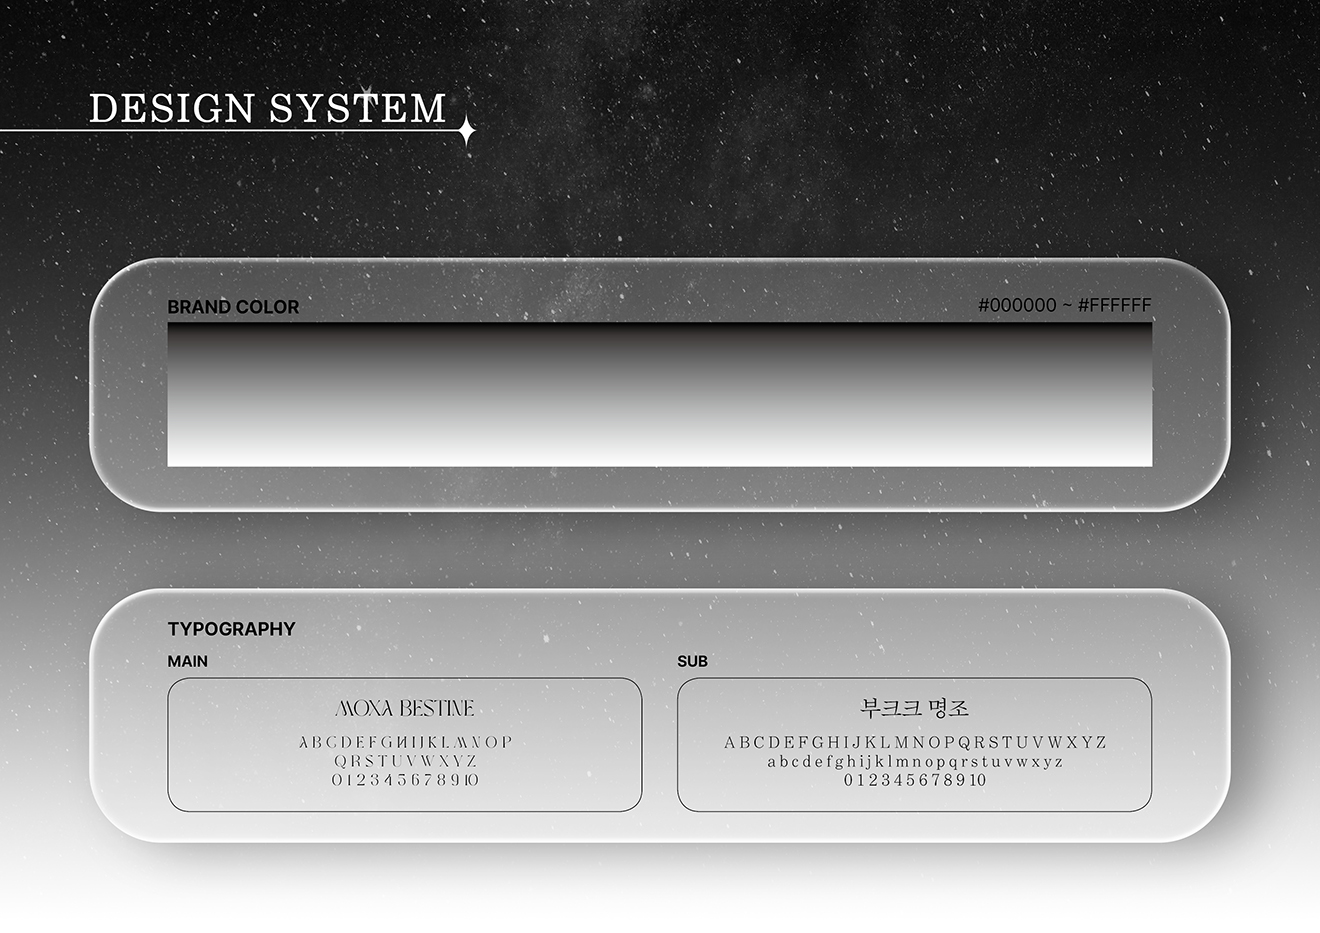 DESIGN SYSTEM
BRAND COLOR
#000000 ~ #FFFFFF
TYPOGRAPHY
MAIN
MOXA BESTINE
ABCDEFGHIJKLMNOP
QRSTUVWXYZ
012345678910
SUB
부크크 명조
ABCDEFGHIJKLMNOPQRSTUVWXYZ
abcdefghijklmnopqrstuvwxyz
012345678910